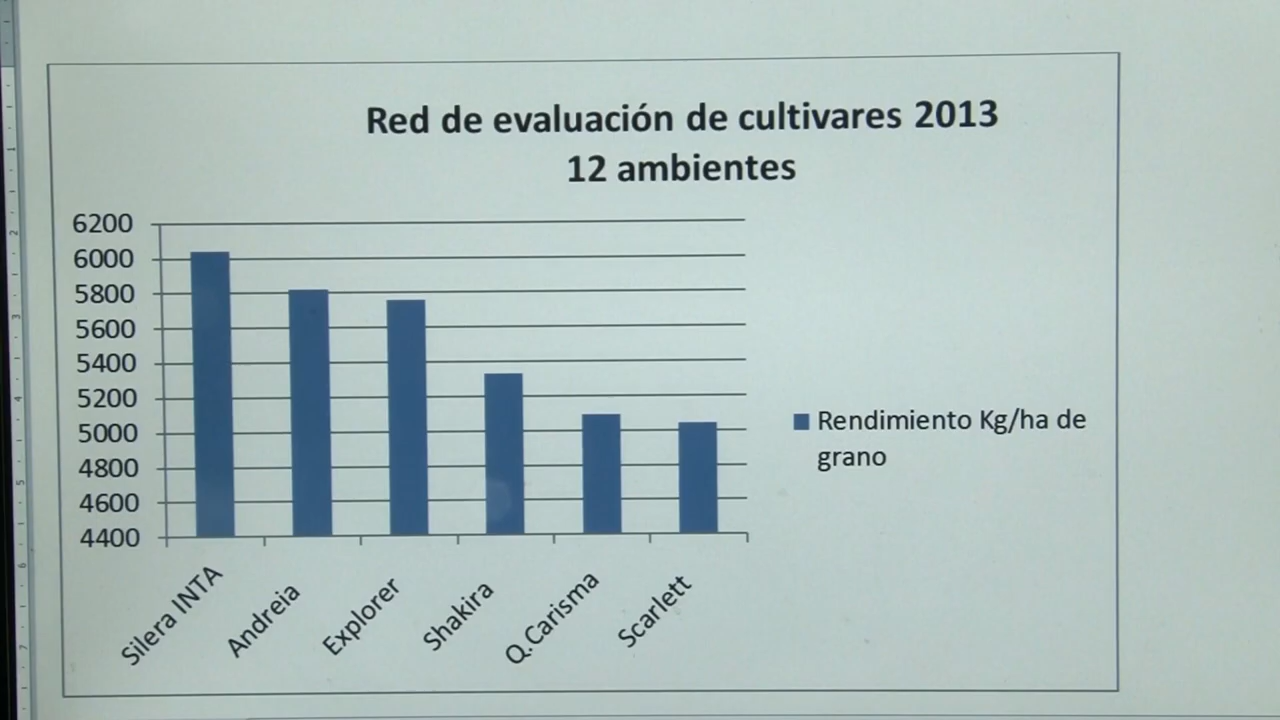 Red de evaluación de cultivares 2013
12 ambientes
6200
6000
5800
5600
5400
5200
5000
4800
4600
4400
Silera INTA
Andreia
Explorer
Shakira
Q.Carisma
Scarlett
Rendimiento Kg/ha de
grano